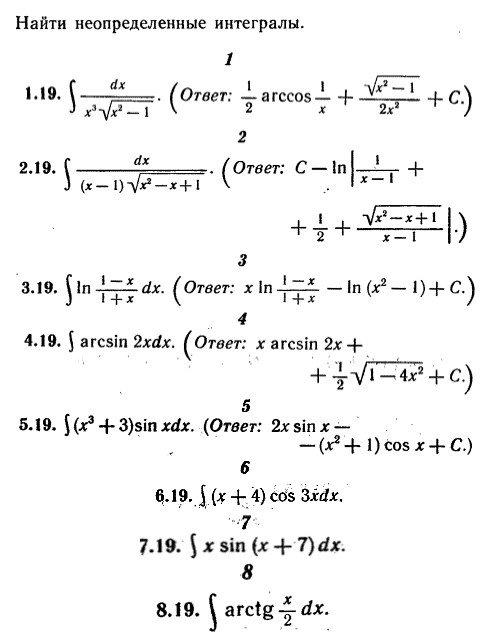 Найти неопределенные интегралы.
1
1.19. ∫ dx / (x³√(x² − 1)). (Ответ: 1/2 arccos 1/x + √(x² − 1)/(2x²) + C.)
2
2.19. ∫ dx / ((x − 1)√(x² − x + 1)). (Ответ: C − ln| 1/(x − 1) +
+ 1/2 + √(x² − x + 1)/(x − 1) |.)
3
3.19. ∫ ln (1 − x)/(1 + x) dx. (Ответ: x ln (1 − x)/(1 + x) − ln (x² − 1) + C.)
4
4.19. ∫ arcsin 2xdx. (Ответ: x arcsin 2x +
+ 1/2 √(1 − 4x²) + C.)
5
5.19. ∫(x³ + 3)sin xdx. (Ответ: 2x sin x —
— (x² + 1) cos x + C.)
6
6.19. ∫ (x + 4) cos 3xdx.
7
7.19. ∫ x sin (x + 7) dx.
8
8.19. ∫ arctg x/2 dx.